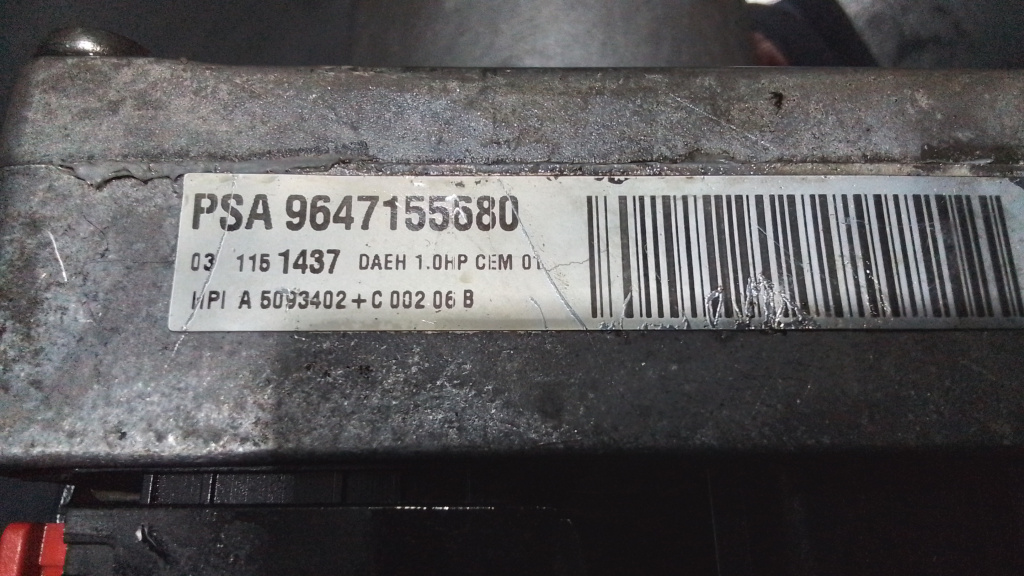 PSA 9647155680
03 115 1437 DAEH 1.0HP CEM 01
HPI A 5093402+C 002 06 B